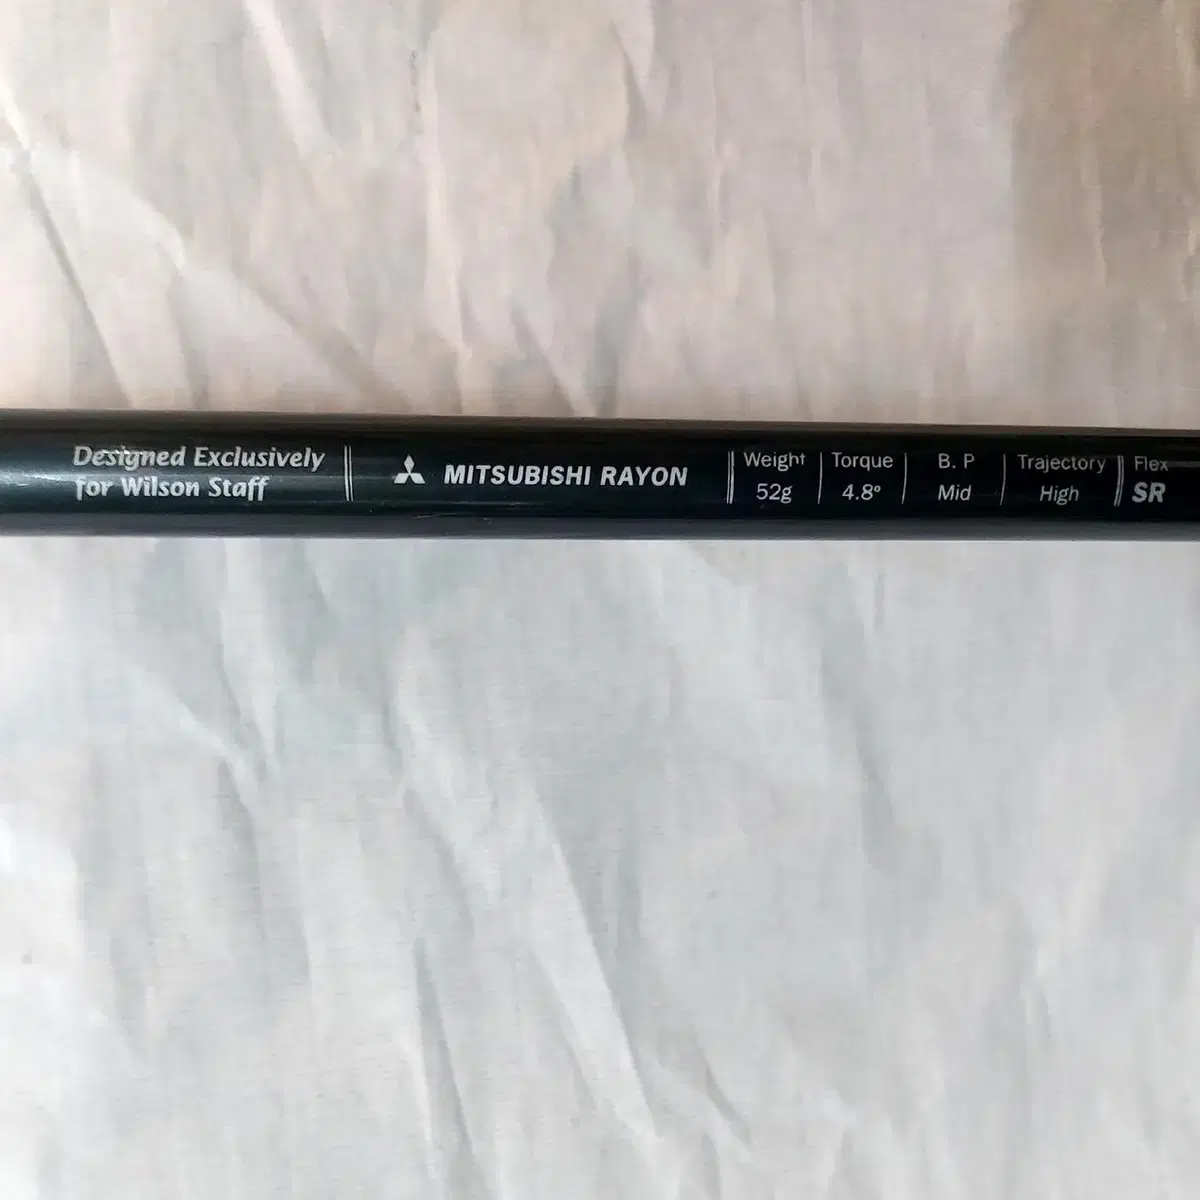 Designed Exclusively
for Wilson Staff
MITSUBISHI RAYON
Weight
52g
Torque
4.8°
B. P
Mid
Trajectory
High
Flex
SR